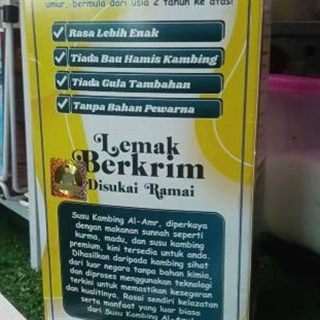 umur, bermula dari usia 2 tahun ke atas!
Rasa Lebih Enak
Tiada Bau Hamis Kambing
Tiada Gula Tambahan
Tanpa Bahan Pewarna
Lemak
Berkrim
Disukai Ramai
Susu Kambing Al-Amr, diperkaya
dengan makanan sunnah seperti
kurma, madu, dan susu kambing
premium, kini tersedia untuk anda.
Dihasilkan daripada kambing sihat
dari luar negara tanpa bahan kimia,
dan diproses menggunakan teknologi
terkini untuk memastikan kesegaran
dan kualitinya. Rasai sendiri kelazatan
serta manfaat yang luar biasa
dari Susu Kambing Al-Amr!